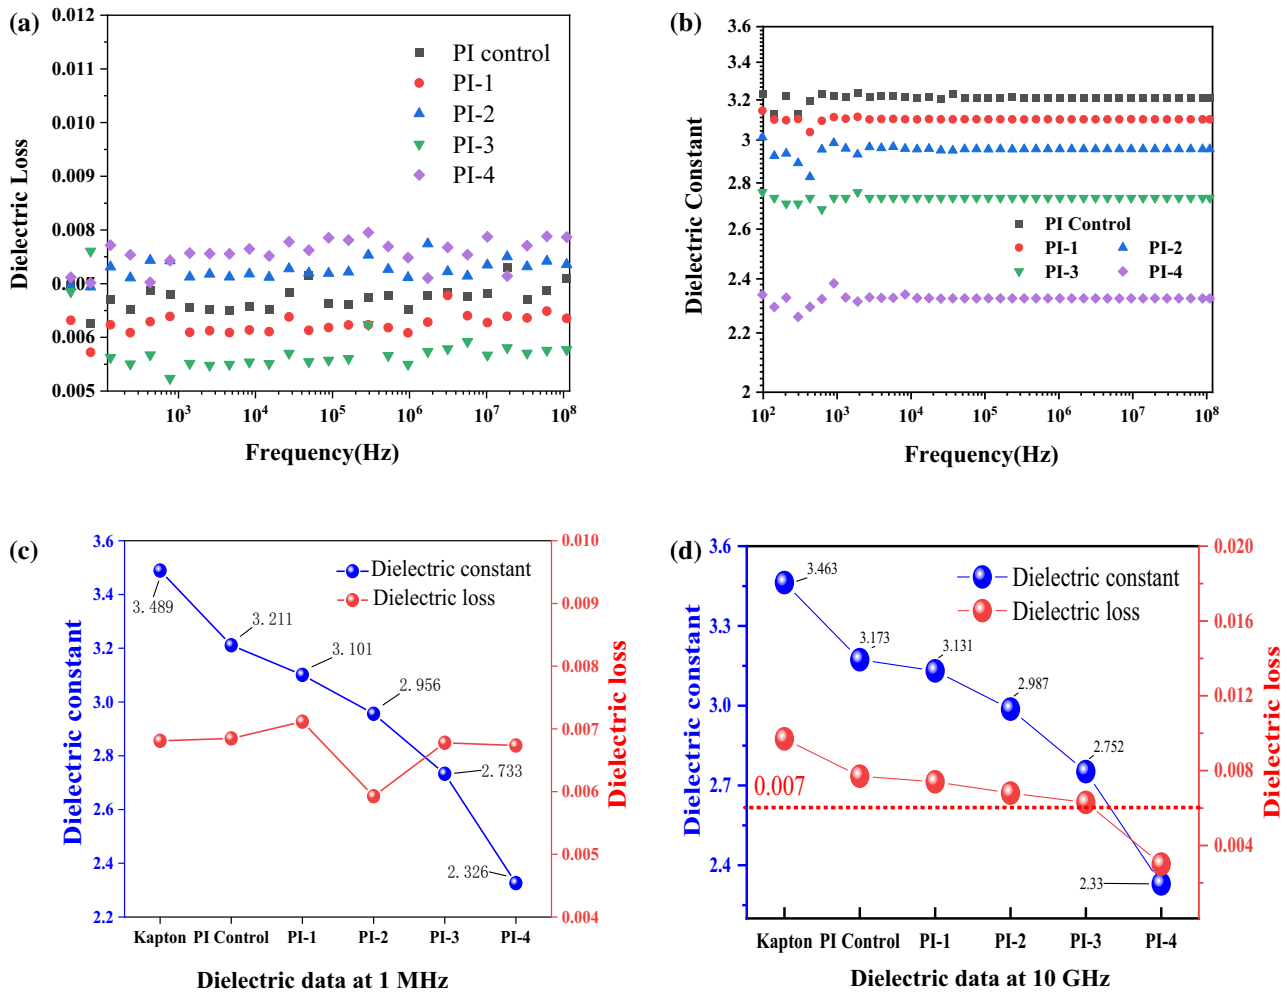 (a)
0.012
0.011
0.010
0.009
0.008
0.007
0.006
0.005
Dielectric Loss
PI control
PI-1
PI-2
PI-3
PI-4
10³ 10⁴ 10⁵ 10⁶ 10⁷ 10⁸
Frequency(Hz)
(b)
3.6
3.4
3.2
3
2.8
2.6
2.4
2.2
2
Dielectric Constant
PI Control
PI-1 PI-2
PI-3 PI-4
10² 10³ 10⁴ 10⁵ 10⁶ 10⁷ 10⁸
Frequency(Hz)
(c)
3.6
3.4
3.2
3.0
2.8
2.6
2.4
2.2
Dielectric constant
Dielectric constant
Dielectric loss
3.489
3.211
3.101
2.956
2.733
2.326
0.010
0.009
0.008
0.007
0.006
0.005
0.004
Dielectric loss
Kapton PI Control PI-1 PI-2 PI-3 PI-4
Dielectric data at 1 MHz
(d)
3.6
3.3
3.0
2.7
2.4
Dielectric constant
Dielectric constant
Dielectric loss
3.463
3.173
3.131
2.987
2.752
2.33
0.007
0.020
0.016
0.012
0.008
0.004
Dielectric loss
Kapton PI Control PI-1 PI-2 PI-3 PI-4
Dielectric data at 10 GHz